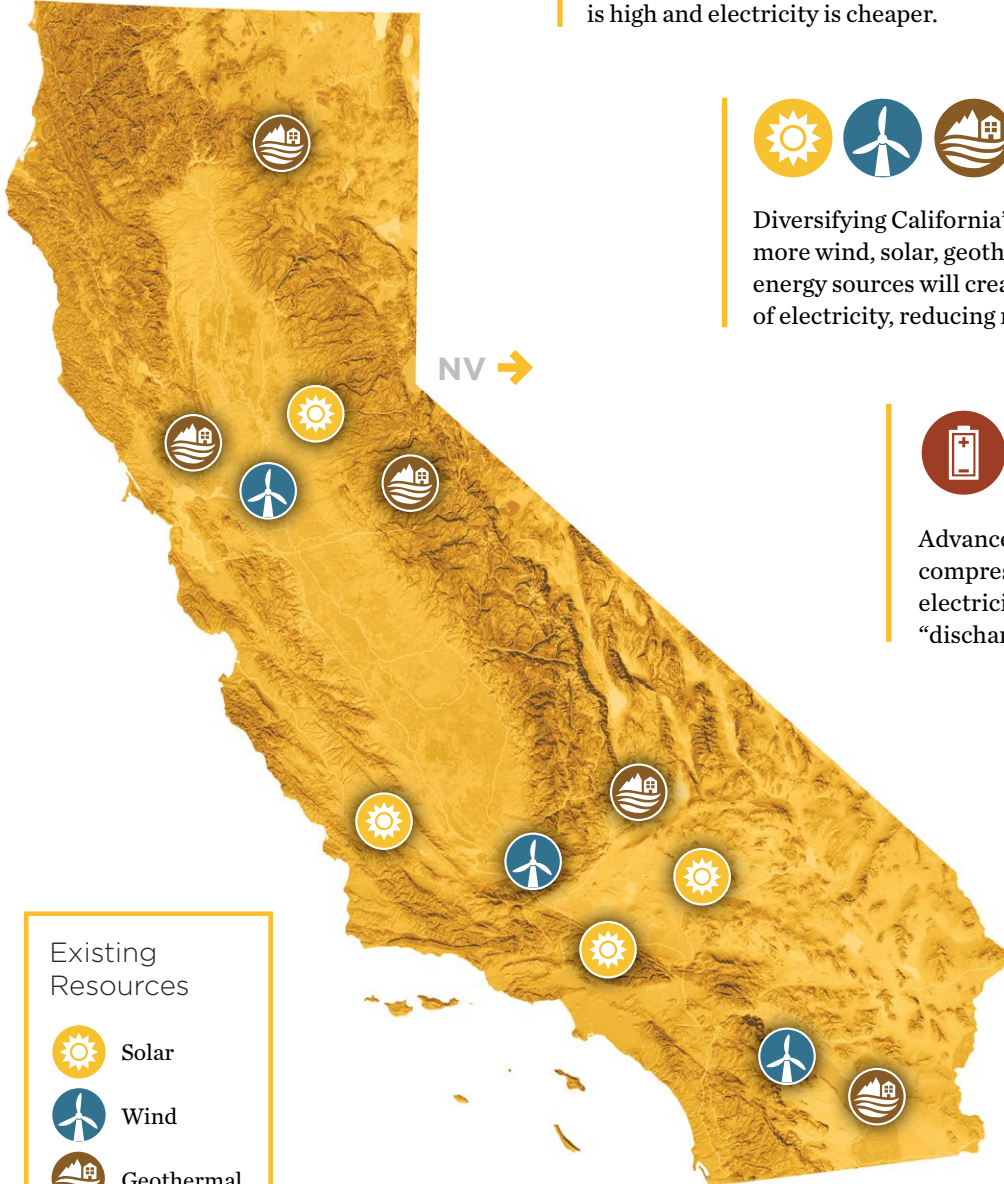 is high and electricity is cheaper.
Diversifying California'
more wind, solar, geoth
energy sources will crea
of electricity, reducing r
NV
Advance
compres
electrici
“dischar
Existing
Resources
Solar
Wind
Geothermal